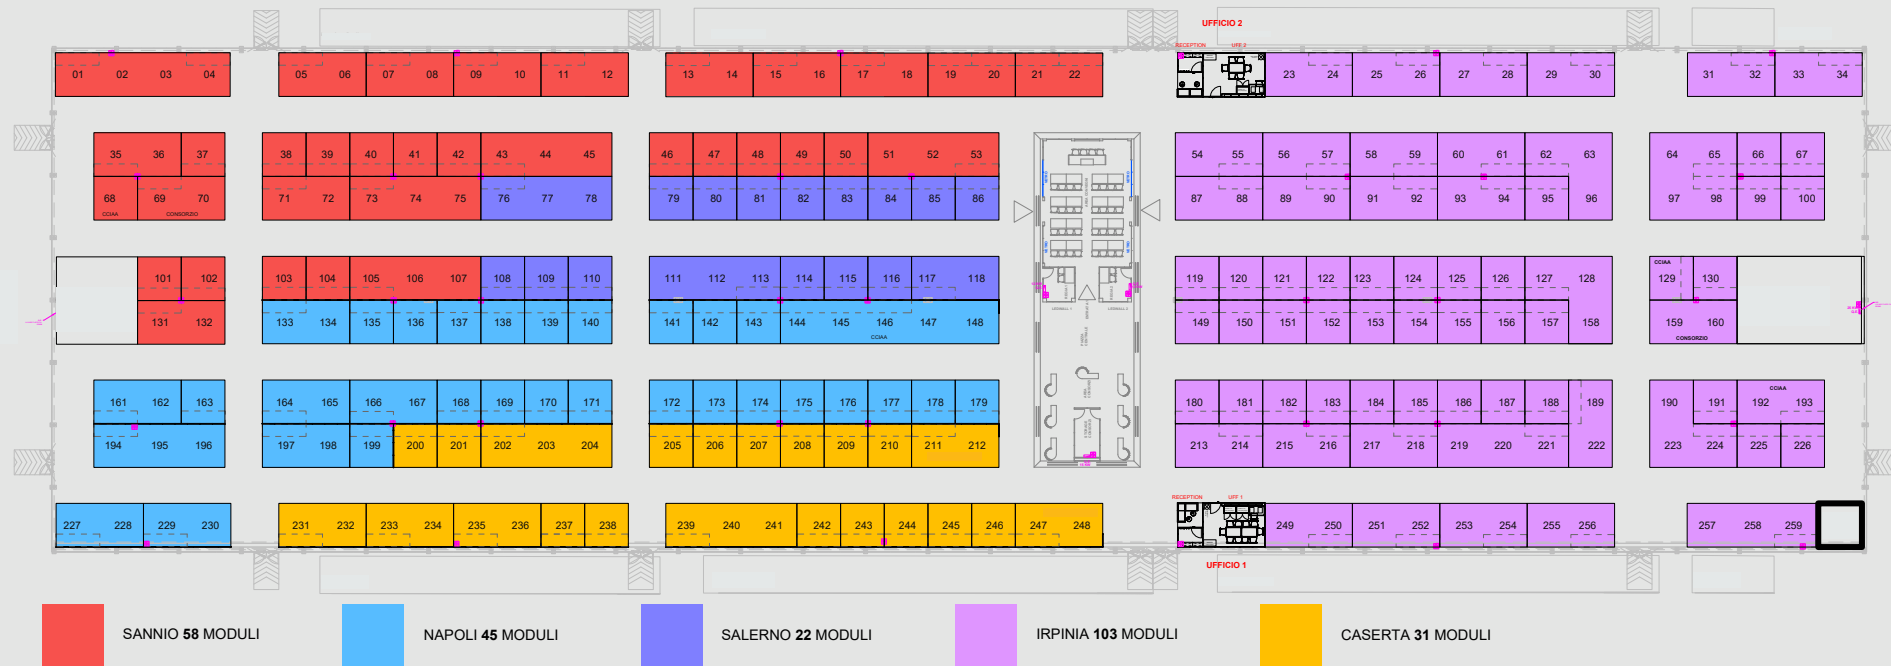 UFFICIO 2
RECEPTION UFF 2
01 02 03 04 05 06 07 08 09 10 11 12 13 14 15 16 17 18 19 20 21 22 23 24 25 26 27 28 29 30 31 32 33 34
35 36 37 38 39 40 41 42 43 44 45 46 47 48 49 50 51 52 53 54 55 56 57 58 59 60 61 62 63 64 65 66 67
68 69 70 71 72 73 74 75 76 77 78 79 80 81 82 83 84 85 86 87 88 89 90 91 92 93 94 95 96 97 98 99 100
CCIAA CONSORZIO
CCIAA
101 102 103 104 105 106 107 108 109 110 111 112 113 114 115 116 117 118 119 120 121 122 123 124 125 126 127 128 129 130
131 132 133 134 135 136 137 138 139 140 141 142 143 144 145 146 147 148 149 150 151 152 153 154 155 156 157 158 159 160
CCIAA CONSORZIO
CCIAA
161 162 163 164 165 166 167 168 169 170 171 172 173 174 175 176 177 178 179 180 181 182 183 184 185 186 187 188 189 190 191 192 193
194 195 196 197 198 199 200 201 202 203 204 205 206 207 208 209 210 211 212 213 214 215 216 217 218 219 220 221 222 223 224 225 226
RECEPTION UFF 1
227 228 229 230 231 232 233 234 235 236 237 238 239 240 241 242 243 244 245 246 247 248 249 250 251 252 253 254 255 256 257 258 259
UFFICIO 1
SANNIO 58 MODULI NAPOLI 45 MODULI SALERNO 22 MODULI IRPINIA 103 MODULI CASERTA 31 MODULI